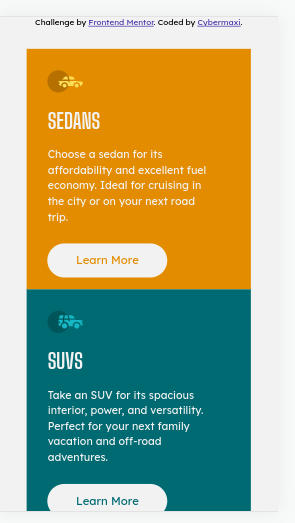 Challenge by Frontend Mentor. Coded by Cybermaxi.
SEDANS
Choose a sedan for its
affordability and excellent fuel
economy. Ideal for cruising in
the city or on your next road
trip.
Learn More
SUVS
Take an SUV for its spacious
interior, power, and versatility.
Perfect for your next family
vacation and off-road
adventures.
Learn More